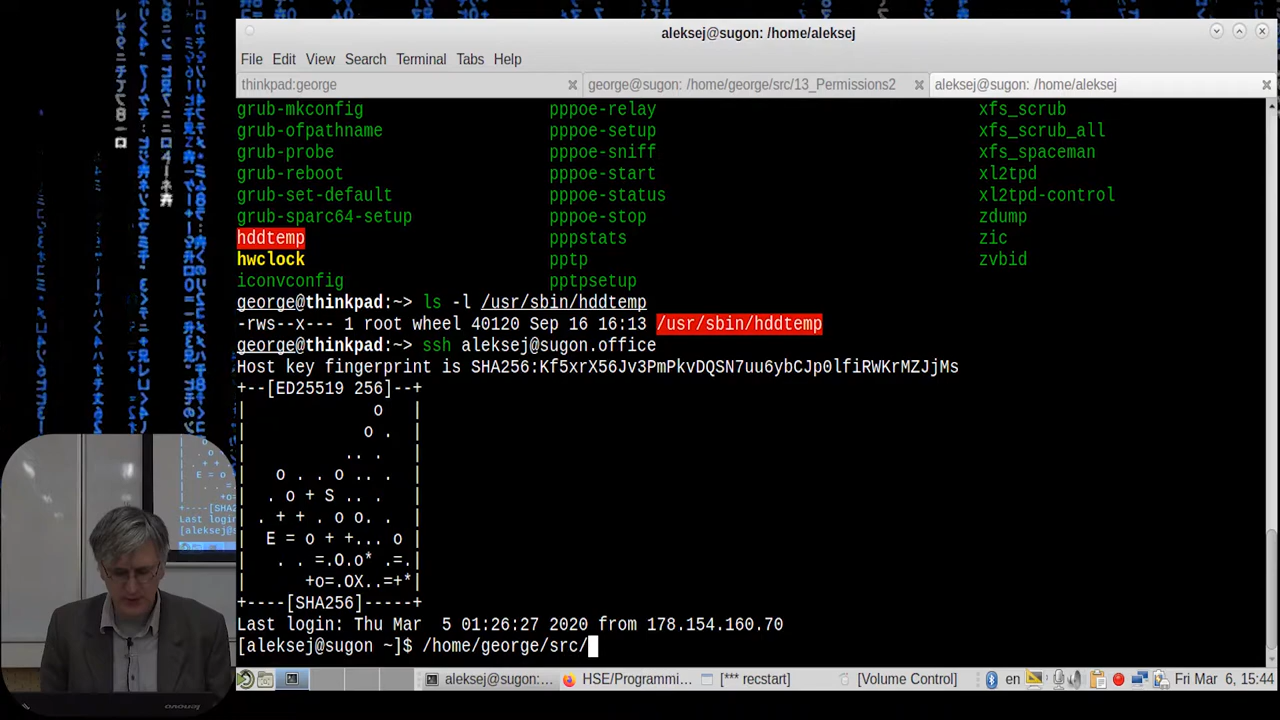 aleksej@sugon: /home/aleksej
File Edit View Search Terminal Tabs Help
thinkpad:george george@sugon: /home/george/src/13_Permissions2 aleksej@sugon: /home/aleksej
grub-mkconfig pppoe-relay xfs_scrub
grub-ofpathname pppoe-setup xfs_scrub_all
grub-probe pppoe-sniff xfs_spaceman
grub-reboot pppoe-start xl2tpd
grub-set-default pppoe-status xl2tpd-control
grub-sparc64-setup pppoe-stop zdump
hddtemp pppstats zic
hwclock pptp zvbid
iconvconfig pptpsetup
george@thinkpad:~> ls -l /usr/sbin/hddtemp
-rws--x--- 1 root wheel 40120 Sep 16 16:13 /usr/sbin/hddtemp
george@thinkpad:~> ssh aleksej@sugon.office
Host key fingerprint is SHA256:Kf5xrX56Jv3PmPkvDQSN7uu6ybCJp0lfiRWKrMZJjMs
+--[ED25519 256]--+
|             o   |
|            o .  |
|          .. .   |
|   o . . o .. .  |
|  . o + S .. .   |
| . + + . o o. .  |
|  E = o + +... o |
|   . . =.O.o* .=.|
|      +o=.OX..=+*|
+----[SHA256]-----+
Last login: Thu Mar  5 01:26:27 2020 from 178.154.160.70
[aleksej@sugon ~]$ /home/george/src/
aleksej@sugon:... HSE/Programmi... [*** recstart] [Volume Control] en Fri Mar 6, 15:44